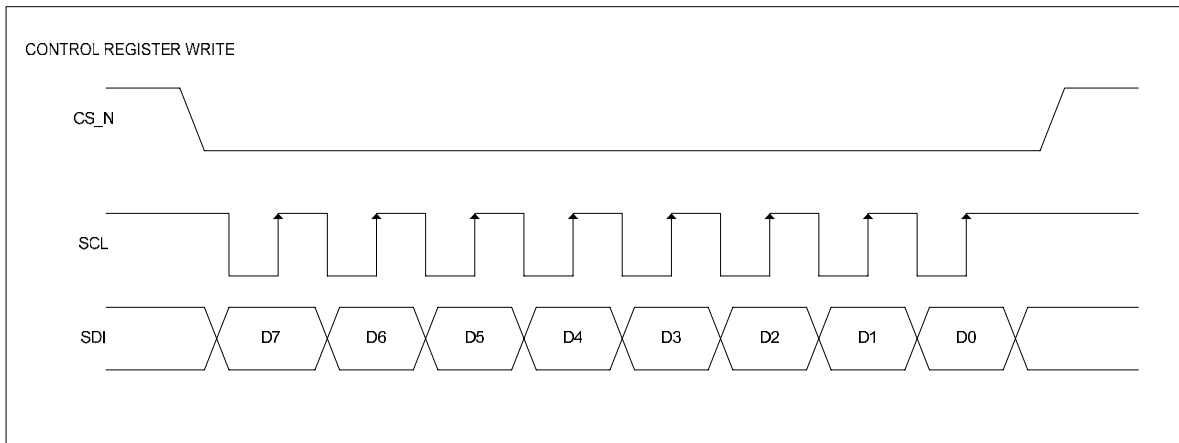 CONTROL REGISTER WRITE
CS_N
SCL
SDI D7 D6 D5 D4 D3 D2 D1 D0